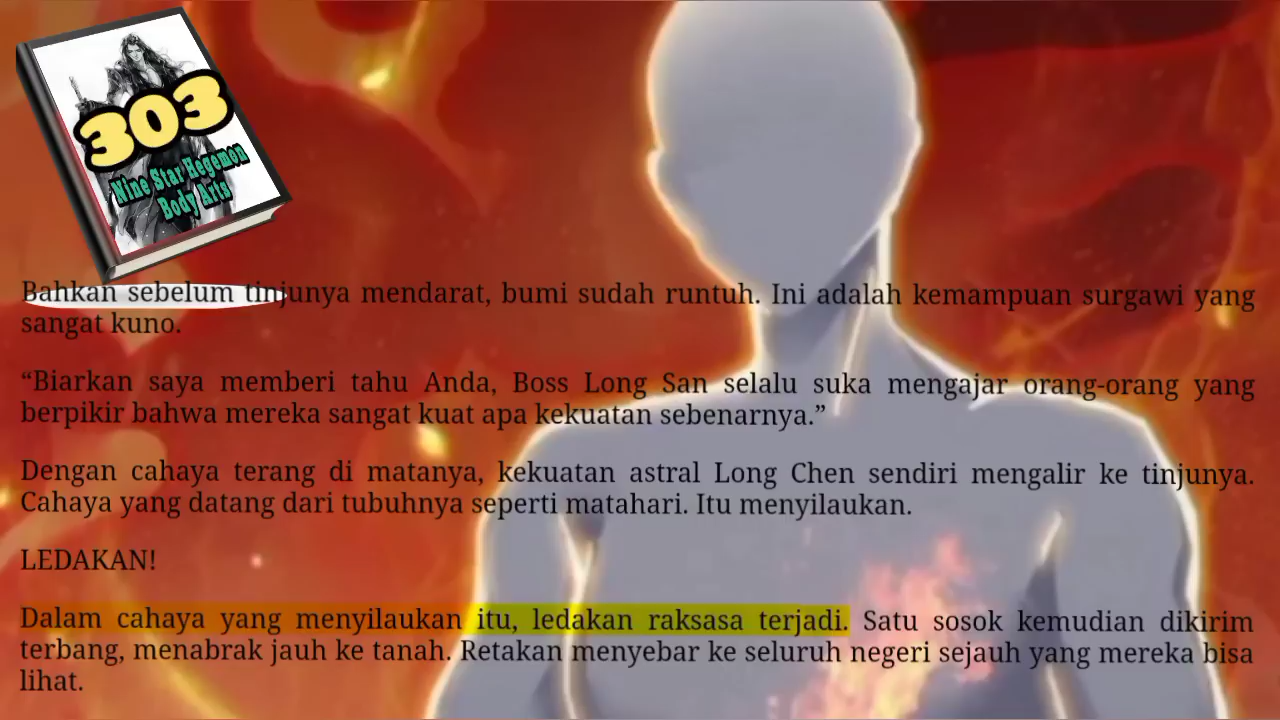 303
Nine Star Hegemon
Body Arts
Bahkan sebelum tinjunya mendarat, bumi sudah runtuh. Ini adalah kemampuan surgawi yang
sangat kuno.
“Biarkan saya memberi tahu Anda, Boss Long San selalu suka mengajar orang-orang yang
berpikir bahwa mereka sangat kuat apa kekuatan sebenarnya.”
Dengan cahaya terang di matanya, kekuatan astral Long Chen sendiri mengalir ke tinjunya.
Cahaya yang datang dari tubuhnya seperti matahari. Itu menyilaukan.
LEDAKAN!
Dalam cahaya yang menyilaukan itu, ledakan raksasa terjadi. Satu sosok kemudian dikirim
terbang, menabrak jauh ke tanah. Retakan menyebar ke seluruh negeri sejauh yang mereka bisa
lihat.